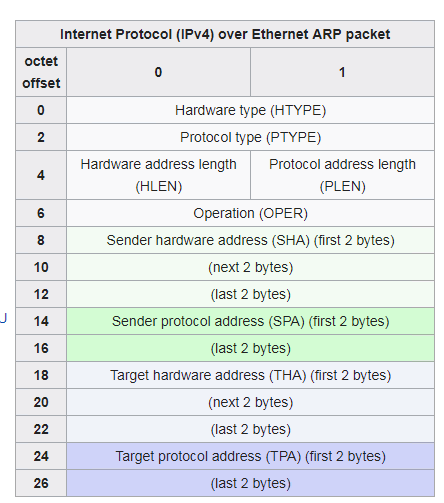 Internet Protocol (IPv4) over Ethernet ARP packet
octet offset 0 1
0 Hardware type (HTYPE)
2 Protocol type (PTYPE)
4 Hardware address length (HLEN) Protocol address length (PLEN)
6 Operation (OPER)
8 Sender hardware address (SHA) (first 2 bytes)
10 (next 2 bytes)
12 (last 2 bytes)
U
14 Sender protocol address (SPA) (first 2 bytes)
16 (last 2 bytes)
18 Target hardware address (THA) (first 2 bytes)
20 (next 2 bytes)
22 (last 2 bytes)
24 Target protocol address (TPA) (first 2 bytes)
26 (last 2 bytes)